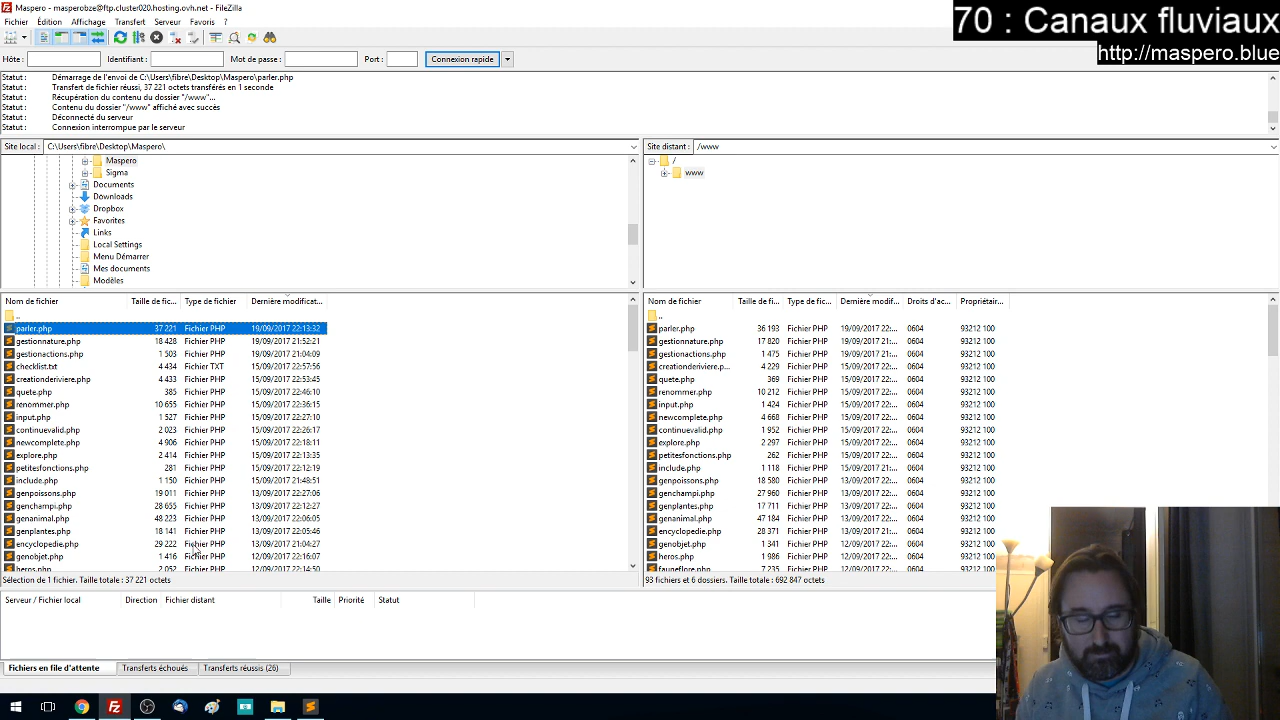 Maspero - masperobze@ftp.cluster020.hosting.ovh.net - FileZilla
70 : Canaux fluviaux
http://maspero.blue
Fichier Édition Affichage Transfert Serveur Favoris ?
Hôte : Identifiant : Mot de passe : Port : Connexion rapide
Statut : Démarrage de l'envoi de C:\Users\fibre\Desktop\Maspero\parler.php
Statut : Transfert de fichier réussi, 37 221 octets transférés en 1 seconde
Statut : Récupération du contenu du dossier "/www"...
Statut : Contenu du dossier "/www" affiché avec succès
Statut : Déconnecté du serveur
Statut : Connexion interrompue par le serveur
Site local : C:\Users\fibre\Desktop\Maspero\
Maspero
Sigma
Documents
Downloads
Dropbox
Favorites
Links
Local Settings
Menu Démarrer
Mes documents
Modèles
Site distant : /www
/
www
Nom de fichier Taille de fic... Type de fichier Dernière modificat...
..
parler.php 37 221 Fichier PHP 19/09/2017 22:13:32
gestionnature.php 18 428 Fichier PHP 19/09/2017 21:52:21
gestionactions.php 1 503 Fichier PHP 19/09/2017 21:04:09
checklist.txt 4 434 Fichier TXT 15/09/2017 22:57:56
creationderiviere.php 4 433 Fichier PHP 15/09/2017 22:53:45
quete.php 385 Fichier PHP 15/09/2017 22:46:10
renommer.php 10 655 Fichier PHP 15/09/2017 22:36:15
input.php 1 527 Fichier PHP 15/09/2017 22:27:10
continuevalid.php 2 023 Fichier PHP 15/09/2017 22:26:17
newcomplete.php 4 906 Fichier PHP 15/09/2017 22:18:11
explore.php 2 414 Fichier PHP 15/09/2017 22:13:35
petitesfonctions.php 281 Fichier PHP 15/09/2017 22:12:19
include.php 1 150 Fichier PHP 15/09/2017 21:48:51
genpoissons.php 19 011 Fichier PHP 13/09/2017 22:27:06
genchampi.php 28 655 Fichier PHP 13/09/2017 22:12:27
genanimal.php 48 223 Fichier PHP 13/09/2017 22:06:05
genplantes.php 18 141 Fichier PHP 13/09/2017 22:05:46
encyclopedie.php 29 222 Fichier PHP 13/09/2017 21:04:27
genobjet.php 1 416 Fichier PHP 12/09/2017 22:16:07
heros.php 2 052 Fichier PHP 12/09/2017 22:14:50
Sélection de 1 fichier. Taille totale : 37 221 octets
Nom de fichier Taille de fi... Type de fic... Dernière modif... Droits d'ac... Propriétair...
..
parler.php 36 193 Fichier PHP 19/09/2017 22:... 0604 93212 100
gestionnature.php 17 820 Fichier PHP 19/09/2017 21:... 0604 93212 100
gestionactions.php 1 475 Fichier PHP 19/09/2017 21:... 0604 93212 100
creationderiviere.p... 4 229 Fichier PHP 15/09/2017 22:... 0604 93212 100
quete.php 369 Fichier PHP 15/09/2017 22:... 0604 93212 100
renommer.php 10 212 Fichier PHP 15/09/2017 22:... 0604 93212 100
input.php 1 424 Fichier PHP 15/09/2017 22:... 0604 93212 100
newcomplete.php 4 668 Fichier PHP 15/09/2017 22:... 0604 93212 100
continuevalid.php 1 952 Fichier PHP 15/09/2017 22:... 0604 93212 100
explore.php 2 297 Fichier PHP 15/09/2017 22:... 0604 93212 100
petitesfonctions.php 262 Fichier PHP 15/09/2017 22:... 0604 93212 100
include.php 1 118 Fichier PHP 15/09/2017 21:... 0604 93212 100
genpoissons.php 18 580 Fichier PHP 13/09/2017 22:... 0604 93212 100
genchampi.php 27 960 Fichier PHP 13/09/2017 22:... 0604 93212 100
genplantes.php 17 711 Fichier PHP 13/09/2017 22:... 0604 93212 100
genanimal.php 47 184 Fichier PHP 13/09/2017 22:... 0604 93212 100
encyclopedie.php 1 341 Fichier PHP 13/09/2017 21:... 0604 93212 100
genobjet.php 1 341 Fichier PHP 12/09/2017 22:... 0604 93212 100
heros.php 1 986 Fichier PHP 12/09/2017 22:... 0604 93212 100
fauneflore.php 27 169 Fichier PHP 12/09/2017 22:... 0604 93212 100
93 fichiers et 6 dossiers. Taille totale : 692 847 octets
Serveur / Fichier local Direction Fichier distant Taille Priorité Statut
Fichiers en file d'attente Transferts échoués Transferts réussis (26)